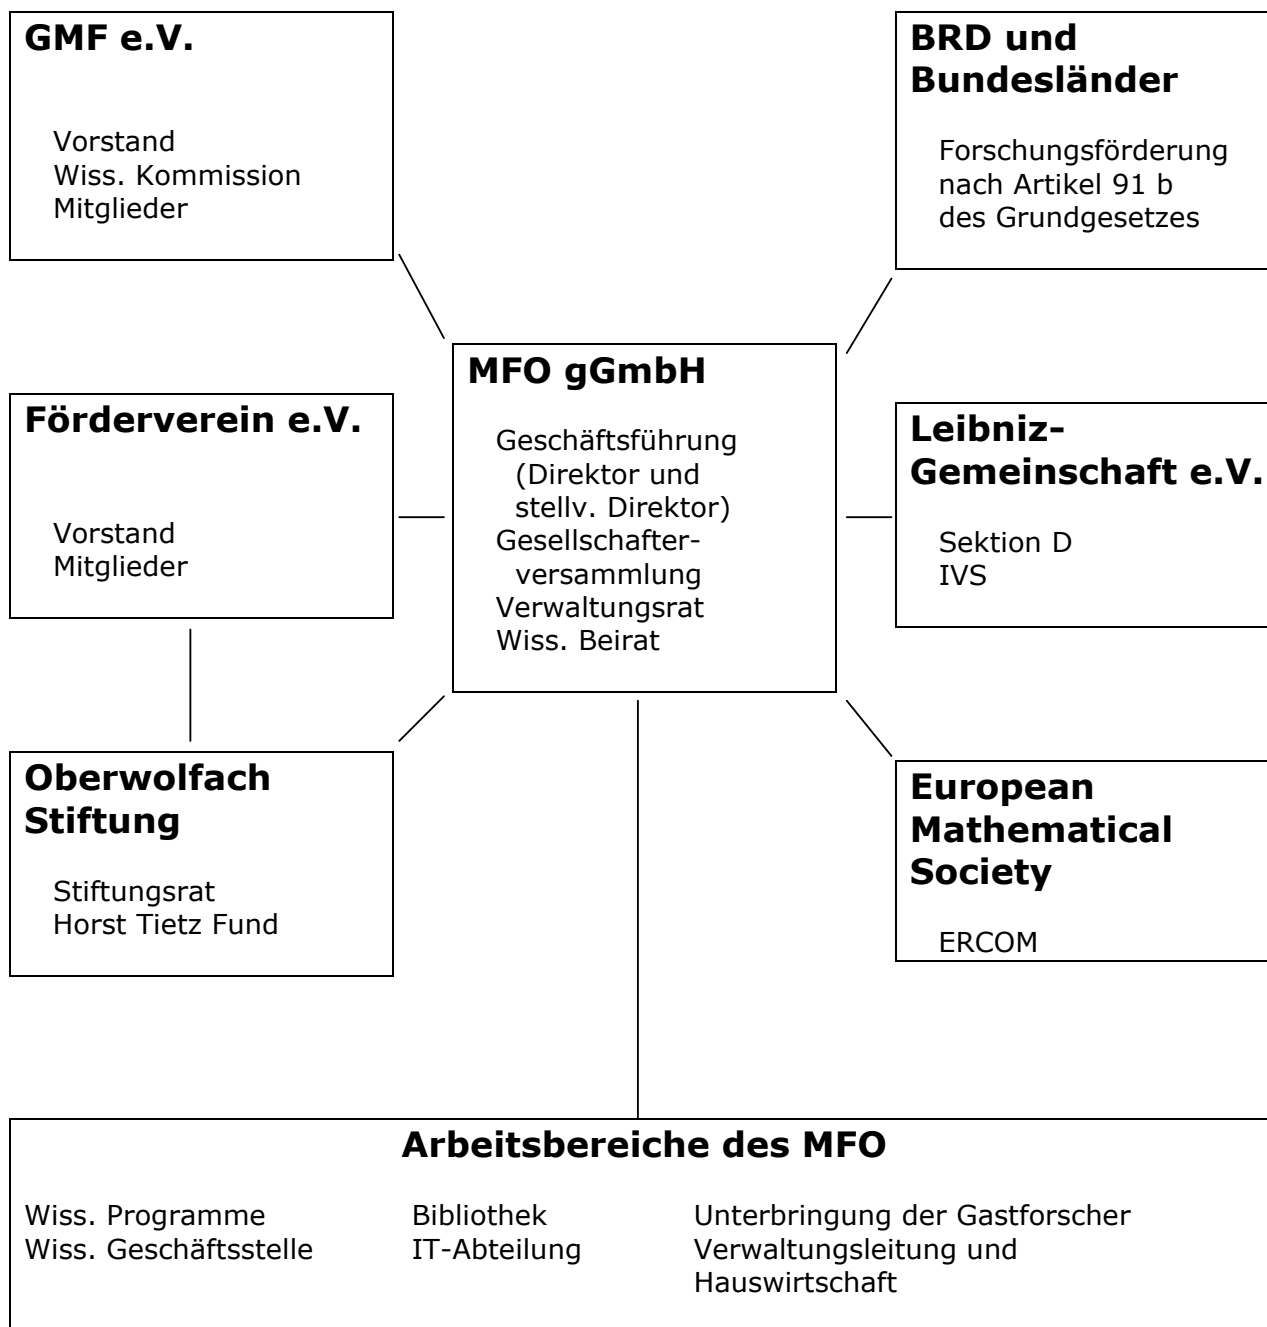 GMF e.V.
Vorstand
Wiss. Kommission
Mitglieder
BRD und
Bundesländer
Forschungsförderung
nach Artikel 91 b
des Grundgesetzes
MFO gGmbH
Geschäftsführung
(Direktor und
stellv. Direktor)
Gesellschafter-
versammlung
Verwaltungsrat
Wiss. Beirat
Förderverein e.V.
Vorstand
Mitglieder
Leibniz-
Gemeinschaft e.V.
Sektion D
IVS
Oberwolfach
Stiftung
Stiftungsrat
Horst Tietz Fund
European
Mathematical
Society
ERCOM
Arbeitsbereiche des MFO
Wiss. Programme
Wiss. Geschäftsstelle
Bibliothek
IT-Abteilung
Unterbringung der Gastforscher
Verwaltungsleitung und
Hauswirtschaft